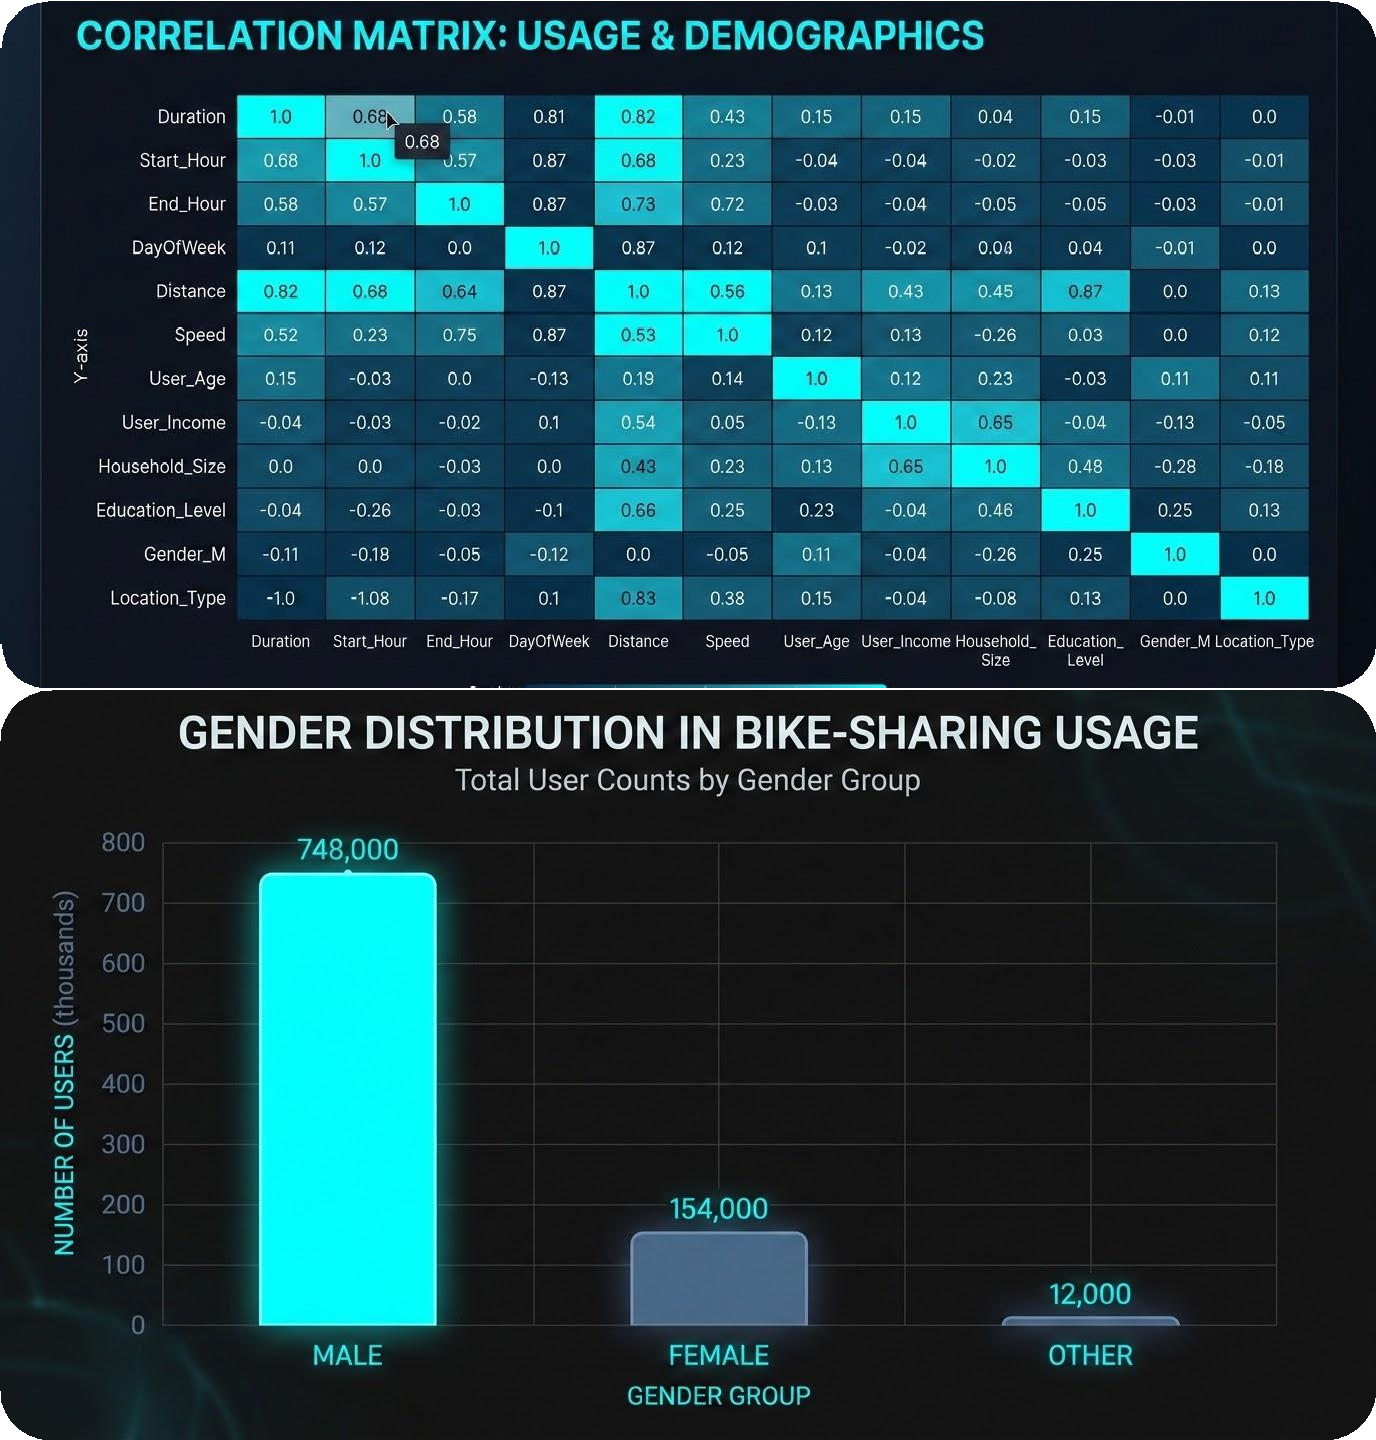 CORRELATION MATRIX: USAGE & DEMOGRAPHICS
Duration 1.0 0.68 0.58 0.81 0.82 0.43 0.15 0.15 0.04 0.15 -0.01 0.0
0.68
Start_Hour 0.68 1.0 0.57 0.87 0.68 0.23 -0.04 -0.04 -0.02 -0.03 -0.03 -0.01
End_Hour 0.58 0.57 1.0 0.87 0.73 0.72 -0.03 -0.04 -0.05 -0.05 -0.03 -0.01
DayOfWeek 0.11 0.12 0.0 1.0 0.87 0.12 0.1 -0.02 0.04 -0.01 0.0
Distance 0.82 0.68 0.64 0.87 1.0 0.56 0.13 0.43 0.45 0.87 0.0 0.13
Y-axis
Speed 0.52 0.23 0.75 0.87 0.53 1.0 0.12 0.13 -0.26 0.03 0.0 0.12
User_Age 0.15 -0.03 0.0 -0.13 0.19 0.14 1.0 0.12 0.23 -0.03 0.11 0.11
User_Income -0.04 -0.03 -0.02 0.1 0.54 0.05 -0.13 1.0 0.65 -0.04 -0.13 -0.05
Household_Size 0.0 0.0 -0.03 0.0 0.43 0.23 0.13 0.65 1.0 0.48 -0.28 -0.18
Education_Level -0.04 -0.26 -0.03 -0.1 0.66 0.25 0.23 -0.04 0.46 1.0 0.25 0.13
Gender_M -0.11 -0.18 -0.05 -0.12 0.0 -0.05 0.11 -0.04 -0.26 0.25 1.0 0.0
Location_Type -1.0 -1.08 -0.17 0.1 0.83 0.38 0.15 -0.04 -0.08 0.13 0.0 1.0
Duration Start_Hour End_Hour DayOfWeek Distance Speed User_Age User_Income Household_ Education_ Gender_M Location_Type
Size Level
GENDER DISTRIBUTION IN BIKE-SHARING USAGE
Total User Counts by Gender Group
NUMBER OF USERS (thousands)
800
700
600
500
400
300
200
100
0
748,000
154,000
12,000
MALE FEMALE OTHER
GENDER GROUP